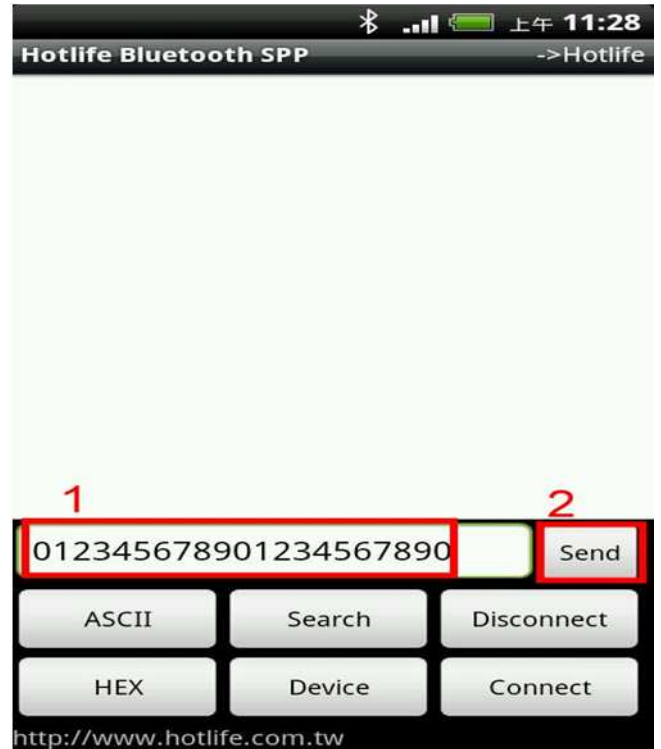 上午 11:28
Hotlife Bluetooth SPP ->Hotlife
1 2
012345678901234567890 Send
ASCII Search Disconnect
HEX Device Connect
http://www.hotlife.com.tw